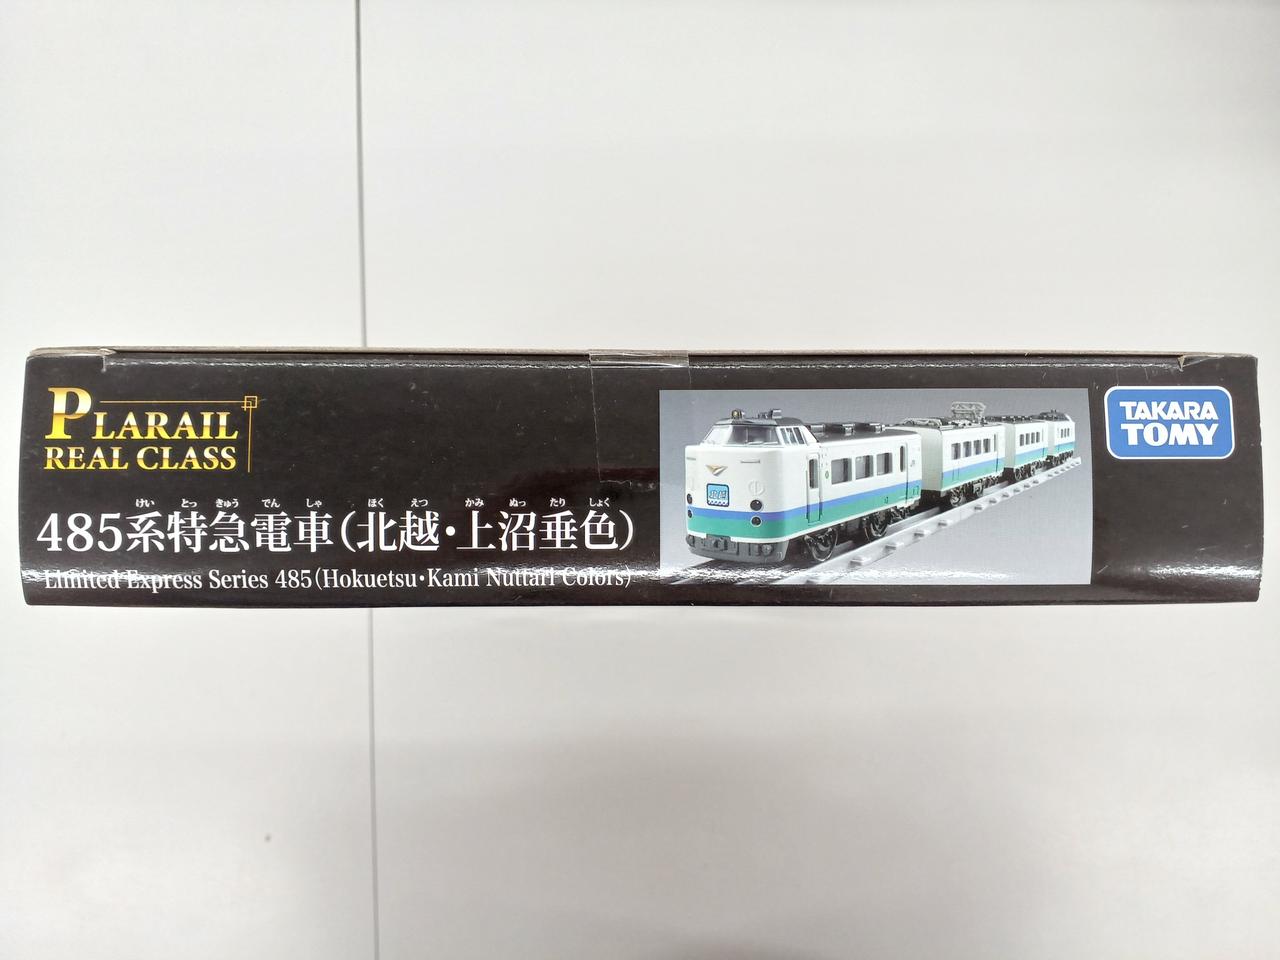 PLARAIL
REAL CLASS
けい とっ きゅう でん しゃ ほく えつ かみ ぬっ たり しょく
485系特急電車(北越・上沼垂色)
Limited Express Series 485(Hokuetsu・Kami Nuttari Colors)
北越
TAKARA
TOMY